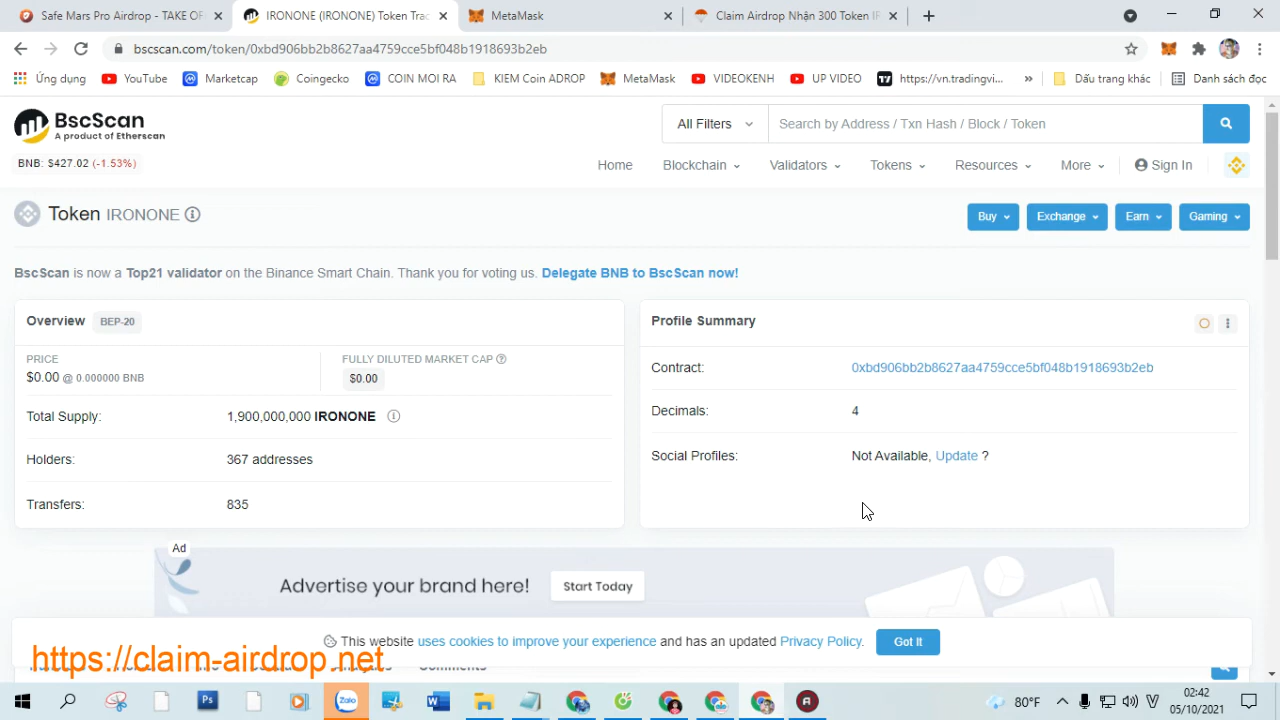 Safe Mars Pro Airdrop - TAKE OF
IRONONE (IRONONE) Token Trac
MetaMask
Claim Airdrop Nhận 300 Token IF
bscscan.com/token/0xbd906bb2b8627aa4759cce5bf048b1918693b2eb
Ứng dụng
YouTube
Marketcap
Coingecko
COIN MOI RA
KIEM Coin ADROP
MetaMask
VIDEOKENH
UP VIDEO
https://vn.tradingvi...
»
Dấu trang khác
Danh sách đọc
BscScan
A product of Etherscan
All Filters
Search by Address / Txn Hash / Block / Token
BNB: $427.02 (-1.53%)
Home
Blockchain
Validators
Tokens
Resources
More
Sign In
Token IRONONE
Buy
Exchange
Earn
Gaming
BscScan is now a Top21 validator on the Binance Smart Chain. Thank you for voting us. Delegate BNB to BscScan now!
Overview BEP-20
PRICE
$0.00 @ 0.000000 BNB
FULLY DILUTED MARKET CAP
$0.00
Total Supply: 1,900,000,000 IRONONE
Holders: 367 addresses
Transfers: 835
Profile Summary
Contract: 0xbd906bb2b8627aa4759cce5bf048b1918693b2eb
Decimals: 4
Social Profiles: Not Available, Update ?
Ad
Advertise your brand here!
Start Today
This website uses cookies to improve your experience and has an updated Privacy Policy.
Got It
https://claim-airdrop.net
Comments
Ps
Zalo
W
80°F
V
02:42
05/10/2021